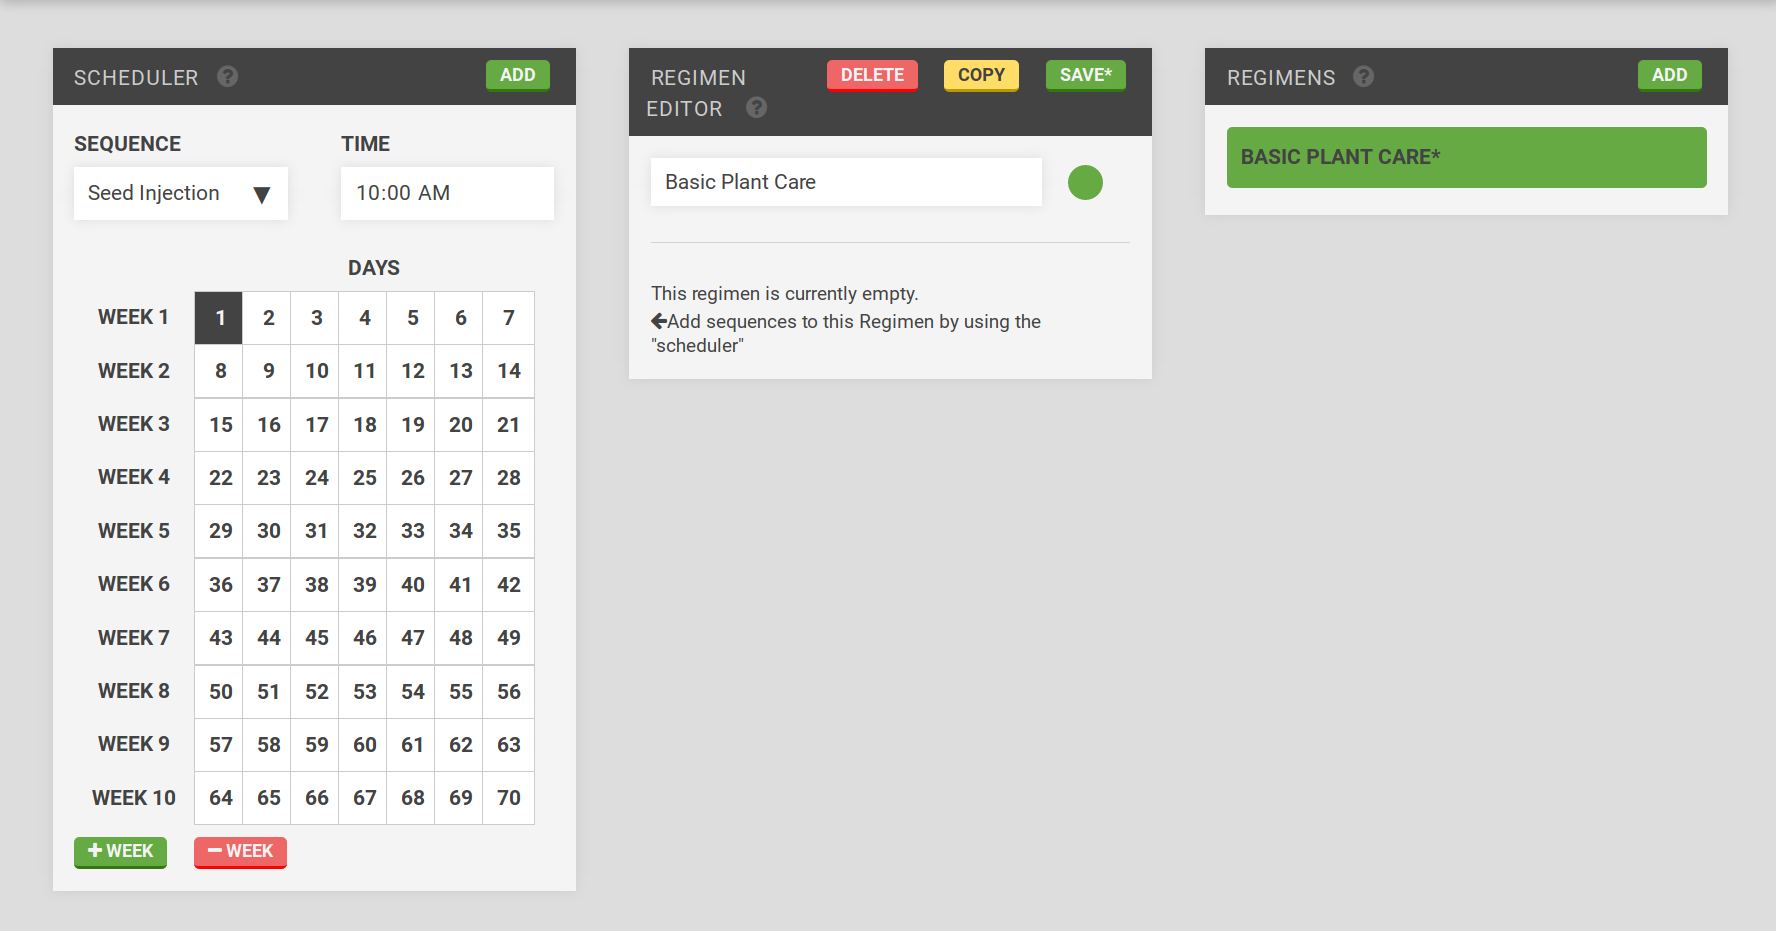 SCHEDULER ? ADD
SEQUENCE TIME
Seed Injection ▼ 10:00 AM
DAYS
WEEK 1 1 2 3 4 5 6 7
WEEK 2 8 9 10 11 12 13 14
WEEK 3 15 16 17 18 19 20 21
WEEK 4 22 23 24 25 26 27 28
WEEK 5 29 30 31 32 33 34 35
WEEK 6 36 37 38 39 40 41 42
WEEK 7 43 44 45 46 47 48 49
WEEK 8 50 51 52 53 54 55 56
WEEK 9 57 58 59 60 61 62 63
WEEK 10 64 65 66 67 68 69 70
+ WEEK − WEEK
REGIMEN DELETE COPY SAVE*
EDITOR ?
Basic Plant Care
This regimen is currently empty.
←Add sequences to this Regimen by using the
"scheduler"
REGIMENS ? ADD
BASIC PLANT CARE*